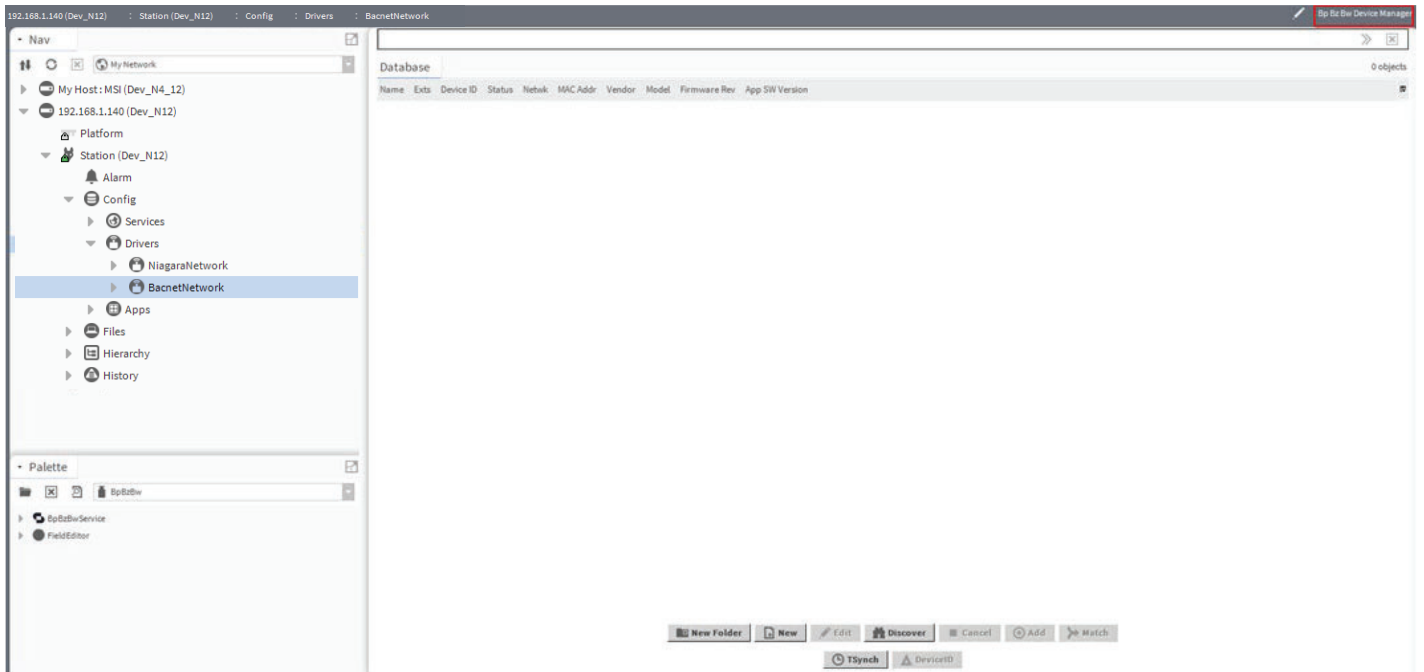 192.168.1.140 (Dev_N12) : Station (Dev_N12) : Config : Drivers : BacnetNetwork
Bp Bz Bw Device Manager
Nav
My Network
My Host : MSI (Dev_N4_12)
192.168.1.140 (Dev_N12)
Platform
Station (Dev_N12)
Alarm
Config
Services
Drivers
NiagaraNetwork
BacnetNetwork
Apps
Files
Hierarchy
History
Palette
BpBzBw
BpBzBwService
FieldEditor
Database
0 objects
Name Exts Device ID Status Netwk MAC Addr Vendor Model Firmware Rev App SW Version
New Folder New Edit Discover Cancel Add Match
TSynch DeviceID